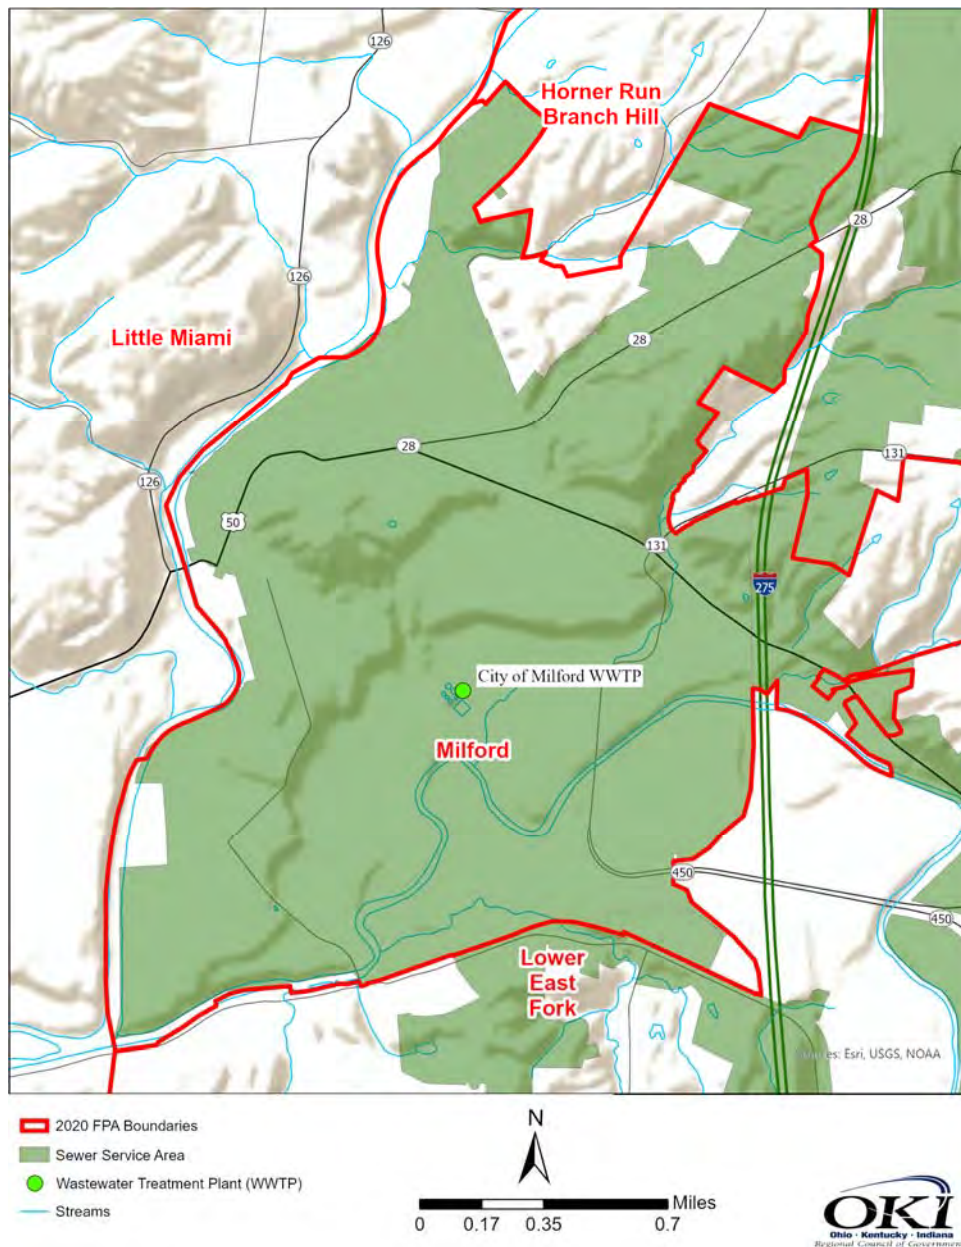 126
Horner Run
Branch Hill
28
126
28
Little Miami
28
131
126
50
131
275
City of Milford WWTP
Milford
450
450
Lower
East
Fork
Esri, USGS, NOAA
2020 FPA Boundaries
Sewer Service Area
Wastewater Treatment Plant (WWTP)
Streams
N
Miles
0 0.17 0.35 0.7
OKI
Ohio · Kentucky · Indiana
Regional Council of Governments